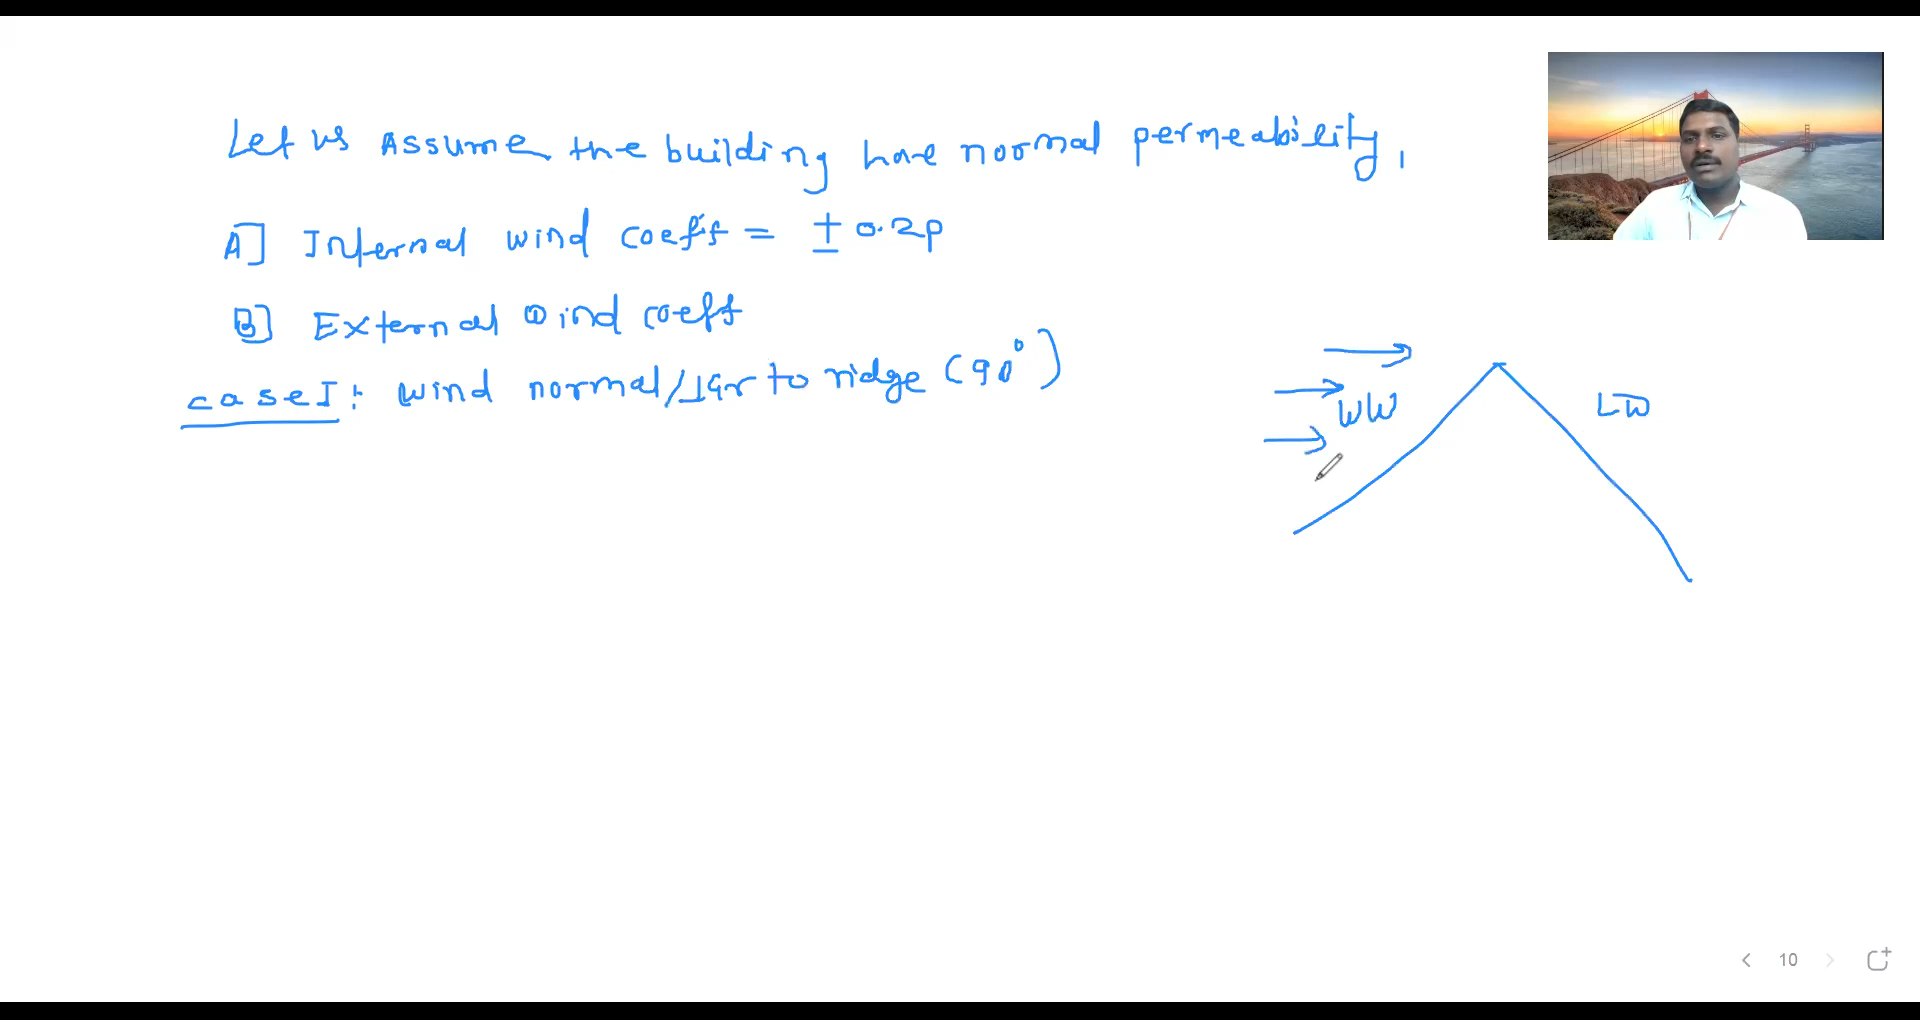 Let us Assume the building have normal permeability,
A] Internal wind coeff = ± 0.2p
B] External wind coeff
case I: wind normal/⊥ar to ridge (90°)
WW
LW
10